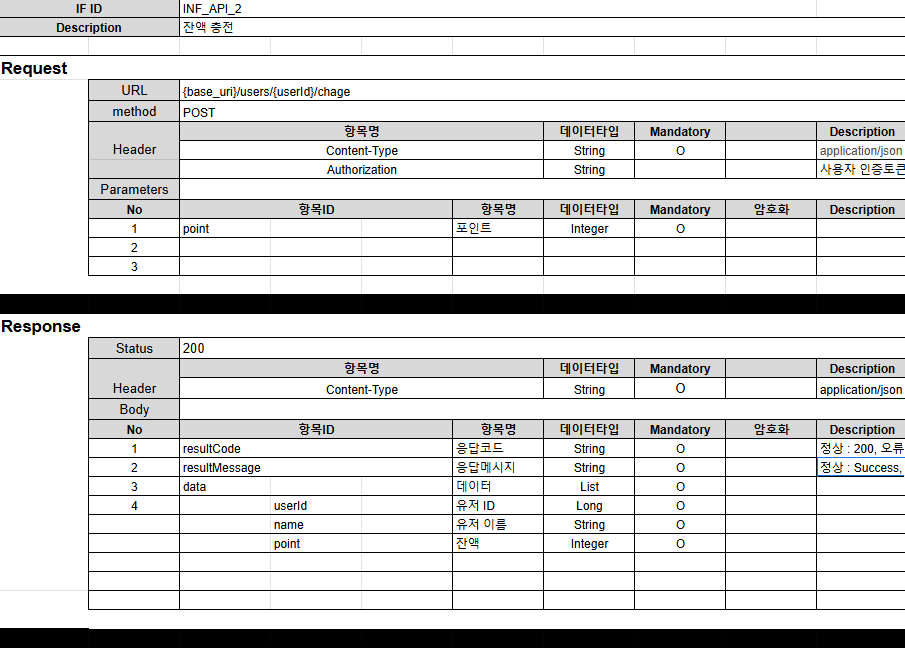 IF ID INF_API_2
Description 잔액 충전
Request
URL {base_uri}/users/{userId}/chage
method POST
Header 항목명 데이터타입 Mandatory Description
Content-Type String O application/json
Authorization String 사용자 인증토큰
Parameters
No 항목ID 항목명 데이터타입 Mandatory 암호화 Description
1 point 포인트 Integer O
2
3
Response
Status 200
Header 항목명 데이터타입 Mandatory Description
Content-Type String O application/json
Body
No 항목ID 항목명 데이터타입 Mandatory 암호화 Description
1 resultCode 응답코드 String O 정상 : 200, 오류
2 resultMessage 응답메시지 String O 정상 : Success,
3 data 데이터 List O
4 userId 유저 ID Long O
name 유저 이름 String O
point 잔액 Integer O